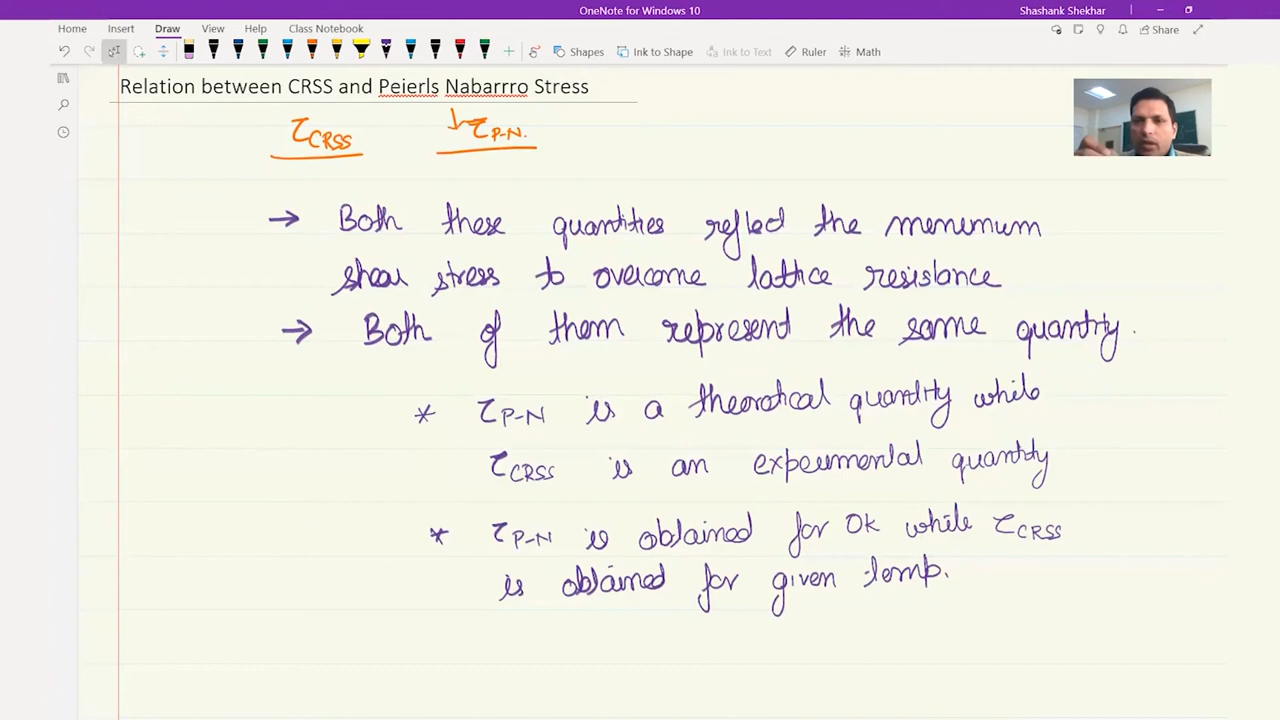 OneNote for Windows 10
Shashank Shekhar
Home Insert Draw View Help Class Notebook
Share
Shapes Ink to Shape Ink to Text Ruler Math
Relation between CRSS and Peierls Nabarrro Stress
τCRSS τP-N.
→ Both these quantities reflect the menemum
shear stress to overcome lattice resistance
→ Both of them represent the same quantity.
* τP-N is a theoretical quantity while
τCRSS is an experimental quantity
* τP-N is obtained for 0k while τCRSS
is obtained for given temp.